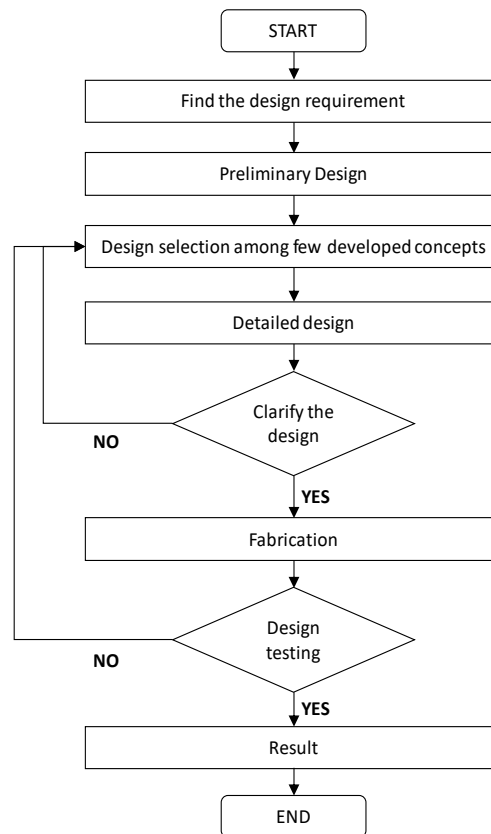 START
Find the design requirement
Preliminary Design
Design selection among few developed concepts
Detailed design
Clarify the
design
NO
YES
Fabrication
Design
testing
NO
YES
Result
END